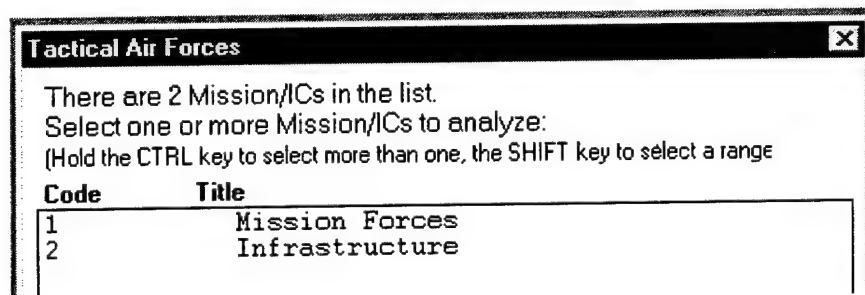 Tactical Air Forces
There are 2 Mission/ICs in the list.
Select one or more Mission/ICs to analyze:
(Hold the CTRL key to select more than one, the SHIFT key to select a range
Code Title
1 Mission Forces
2 Infrastructure